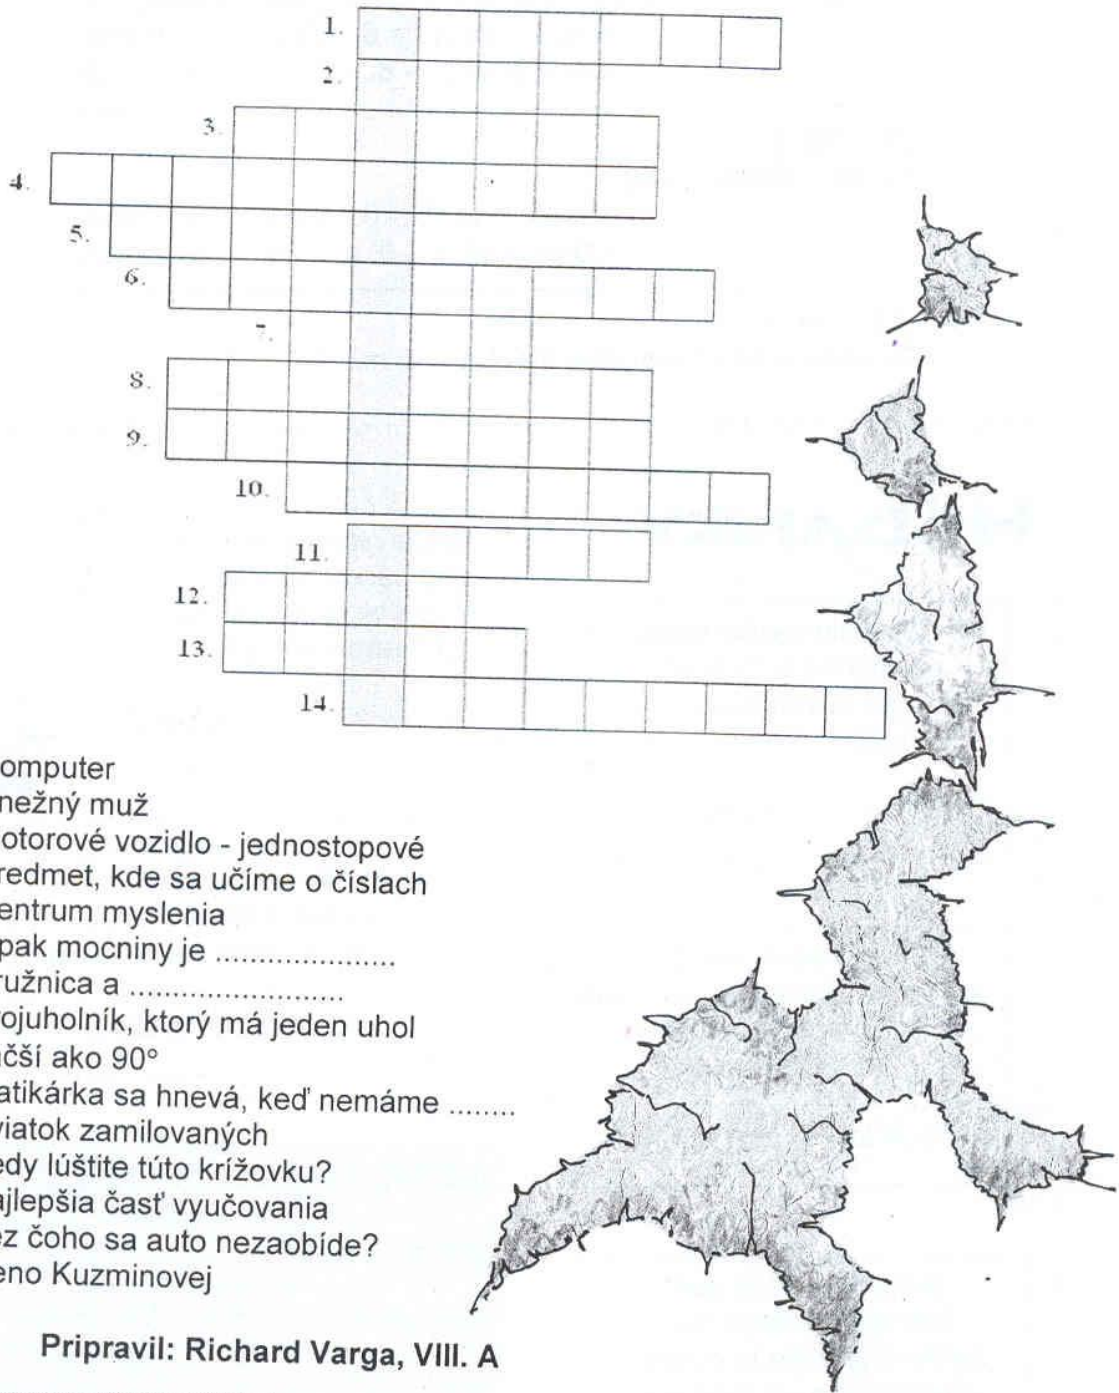 1.
2.
3.
4.
5.
6.
7.
8.
9.
10.
11.
12.
13.
14.
omputer
nežný muž
otorové vozidlo - jednostopové
redmet, kde sa učíme o číslach
entrum myslenia
pak mocniny je .....................
ružnica a .........................
ojuholník, ktorý má jeden uhol
čší ako 90°
atikárka sa hnevá, keď nemáme ........
viatok zamilovaných
edy lúštite túto krížovku?
ajlepšia časť vyučovania
ez čoho sa auto nezaobíde?
eno Kuzminovej
Pripravil: Richard Varga, VIII. A